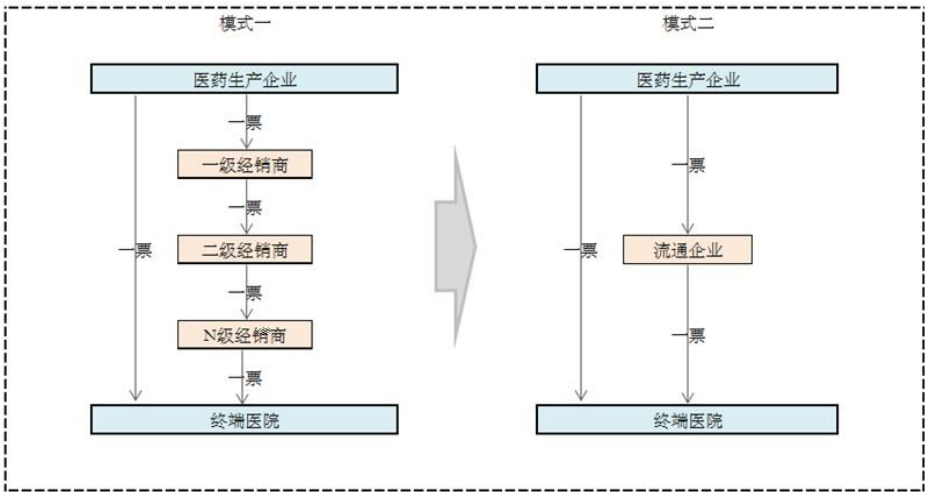 模式一
模式二
医药生产企业
医药生产企业
一票
一级经销商
一票
一票
二级经销商
一票
一票
N级经销商
一票
终端医院
一票
一票
流通企业
一票
终端医院